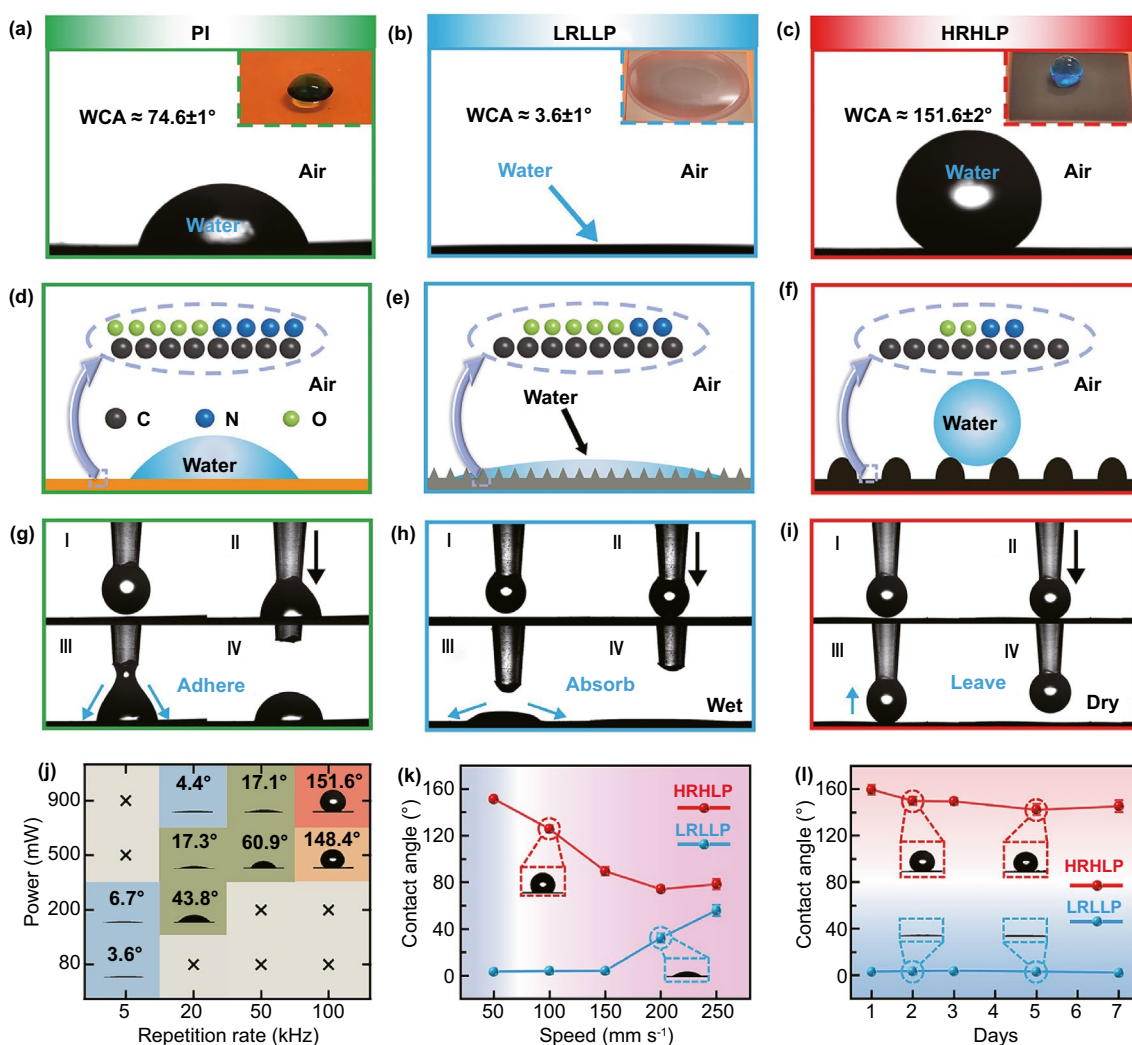 (a) PI
WCA ≈ 74.6±1°
Air
Water
(b) LRLLP
WCA ≈ 3.6±1°
Water
Air
(c) HRHLP
WCA ≈ 151.6±2°
Water
Air
(d)
Air
C N O
Water
(e)
Air
Water
(f)
Air
Water
(g)
I II
III IV
Adhere
(h)
I II
III IV
Absorb
Wet
(i)
I II
III IV
Leave
Dry
(j)
4.4° 17.1° 151.6°
900 ×
17.3° 60.9° 148.4°
500 ×
6.7° 43.8°
200 × ×
3.6°
80 × × ×
5 20 50 100
Power (mW)
Repetition rate (kHz)
(k)
160
120
80
40
0
HRHLP
LRLLP
50 100 150 200 250
Contact angle (°)
Speed (mm s⁻¹)
(l)
160
120
80
40
0
HRHLP
LRLLP
1 2 3 4 5 6 7
Contact angle (°)
Days